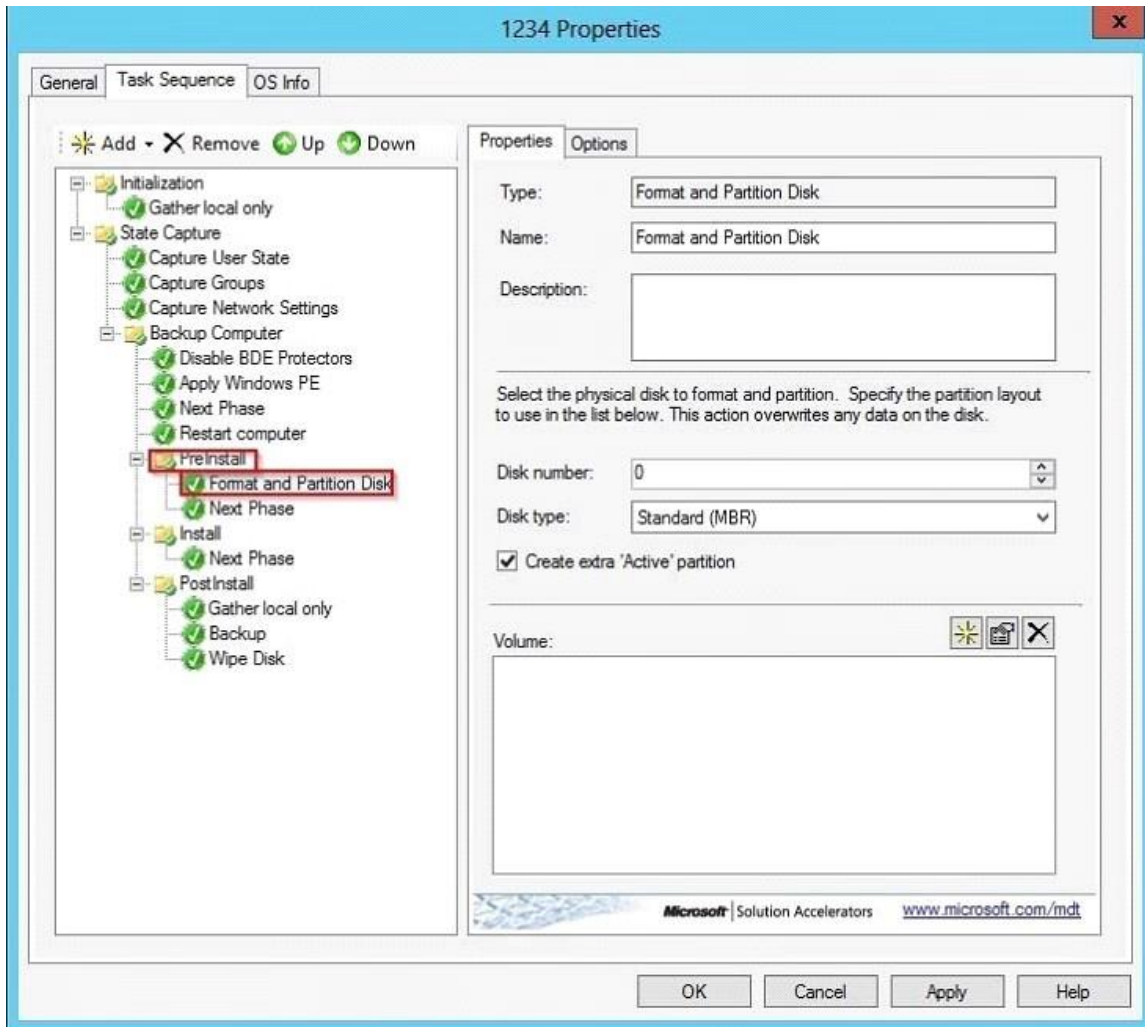 1234 Properties
x
General Task Sequence OS Info
Add Remove Up Down
Initialization
Gather local only
State Capture
Capture User State
Capture Groups
Capture Network Settings
Backup Computer
Disable BDE Protectors
Apply Windows PE
Next Phase
Restart computer
PreInstall
Format and Partition Disk
Next Phase
Install
Next Phase
PostInstall
Gather local only
Backup
Wipe Disk
Properties Options
Type: Format and Partition Disk
Name: Format and Partition Disk
Description:
Select the physical disk to format and partition. Specify the partition layout
to use in the list below. This action overwrites any data on the disk.
Disk number: 0
Disk type: Standard (MBR)
Create extra 'Active' partition
Volume:
Microsoft Solution Accelerators www.microsoft.com/mdt
OK Cancel Apply Help